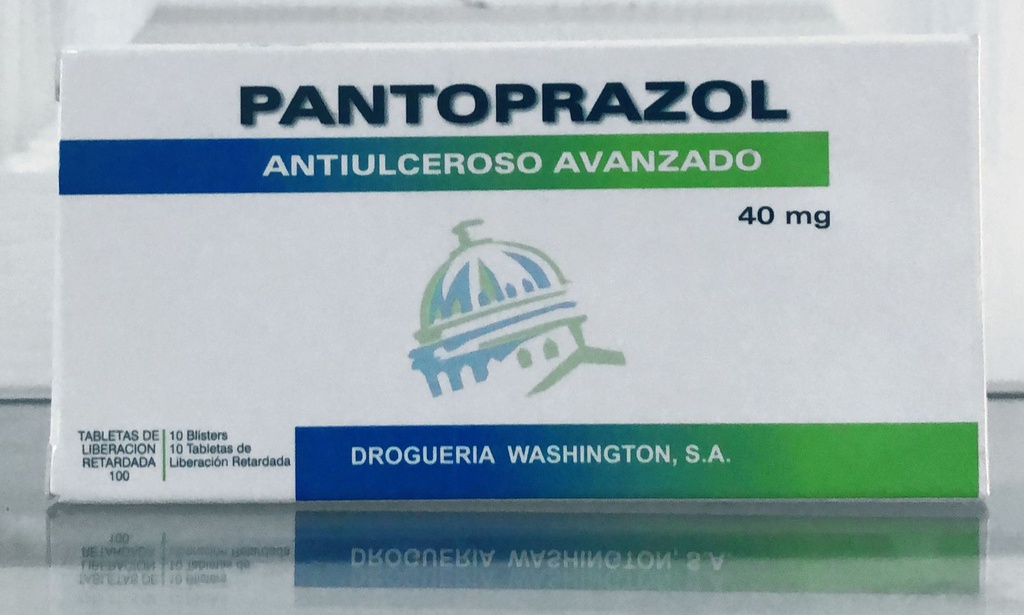 PANTOPRAZOL
ANTIULCEROSO AVANZADO
40 mg
TABLETAS DE
LIBERACION
RETARDADA
100
10 Blisters
10 Tabletas de
Liberación Retardada
DROGUERIA WASHINGTON, S.A.